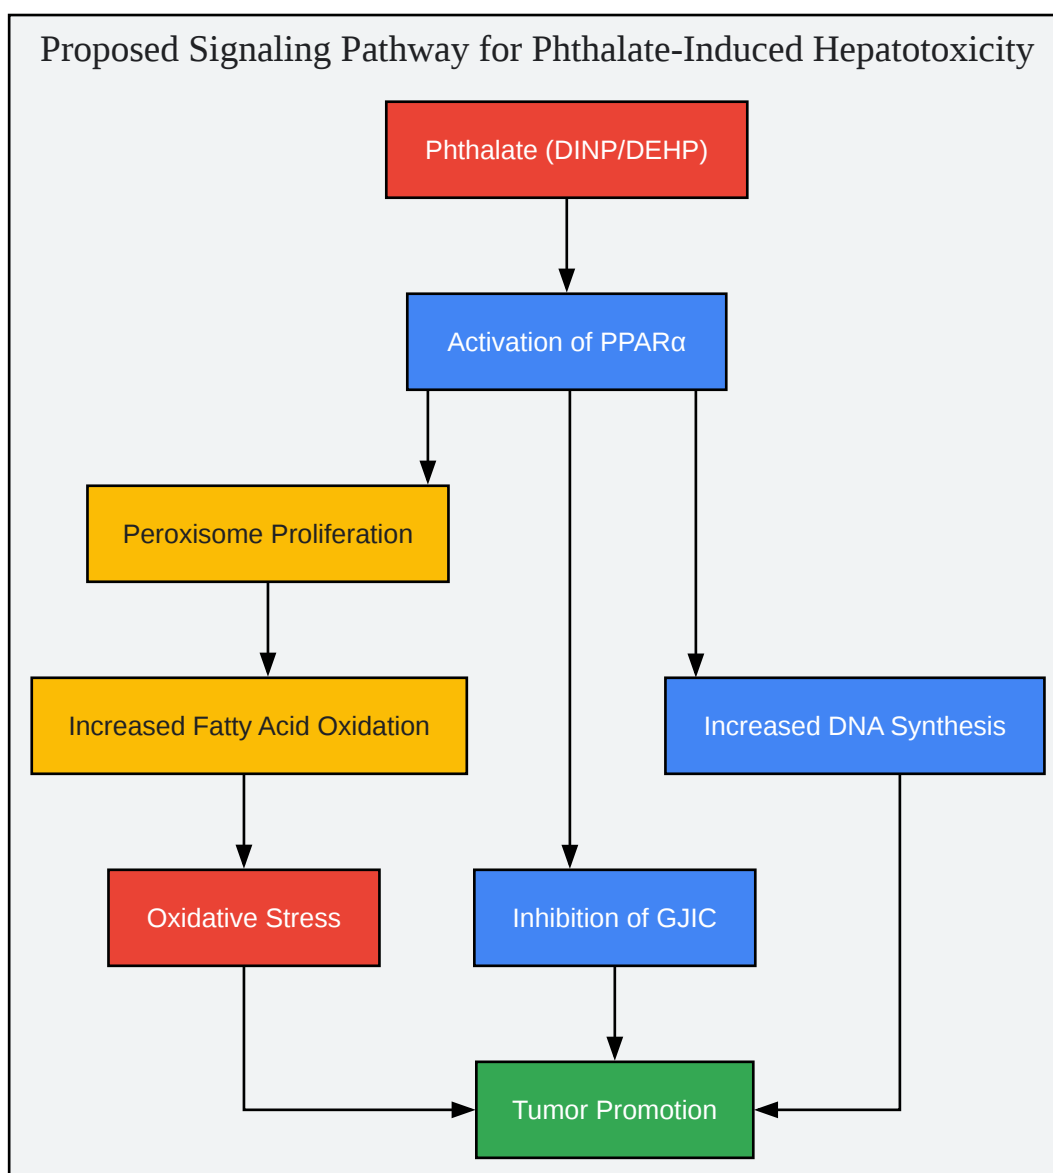 Proposed Signaling Pathway for Phthalate-Induced Hepatotoxicity
Phthalate (DINP/DEHP)
Activation of PPARα
Peroxisome Proliferation
Increased Fatty Acid Oxidation
Increased DNA Synthesis
Oxidative Stress
Inhibition of GJIC
Tumor Promotion